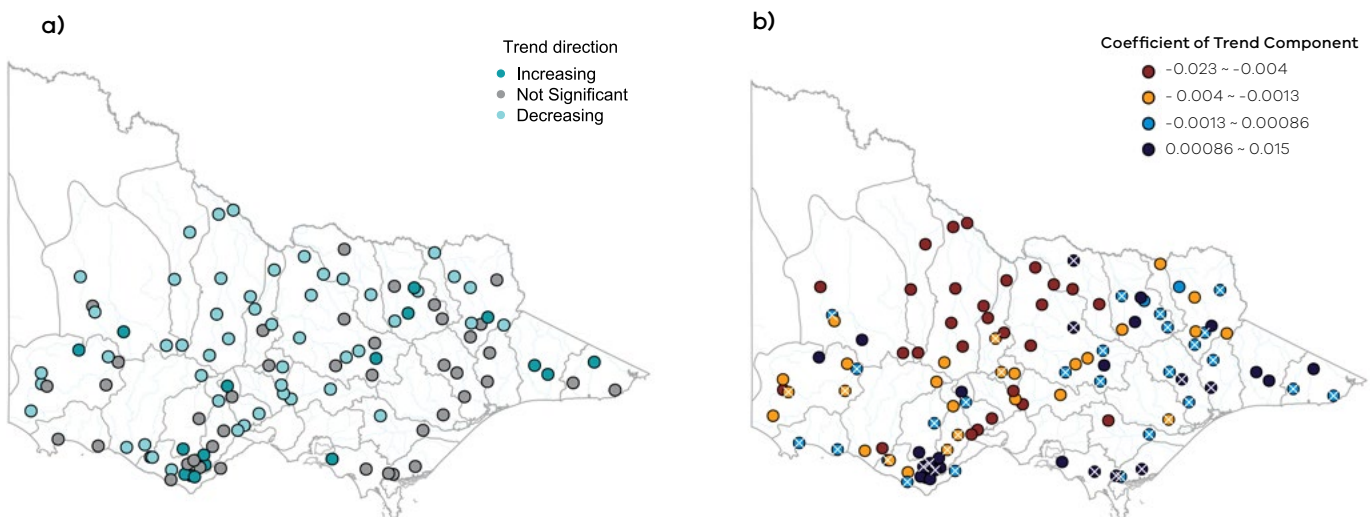 a)
Trend direction
Increasing
Not Significant
Decreasing
b)
Coefficient of Trend Component
-0.023 ~ -0.004
- 0.004 ~ -0.0013
-0.0013 ~ 0.00086
0.00086 ~ 0.015